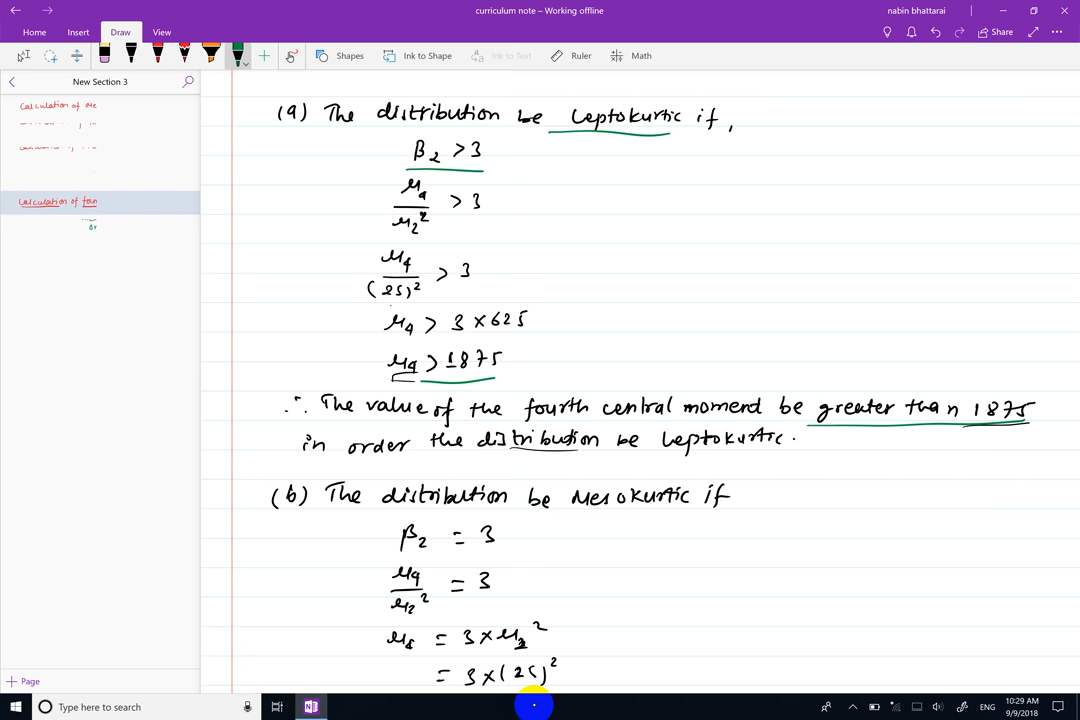 curriculum note – Working offline
nabin bhattarai
Home Insert Draw View
Share
Shapes Ink to Shape Ink to Text Ruler Math
New Section 3
Calculation of Me
Calculation of foun
(a) The distribution be leptokurtic if,
β₂ > 3
μ₄ / μ₂² > 3
μ₄ / (25)² > 3
μ₄ > 3 × 625
μ₄ > 1875
∴ The value of the fourth central momend be greater than 1875
in order the distribution be leptokurtic.
(b) The distribution be Mesokurtic if
β₂ = 3
μ₄ / μ₂² = 3
μ₄ = 3 × μ₂²
= 3 × (25)²
+ Page
Type here to search
ENG
10:29 AM
9/9/2018